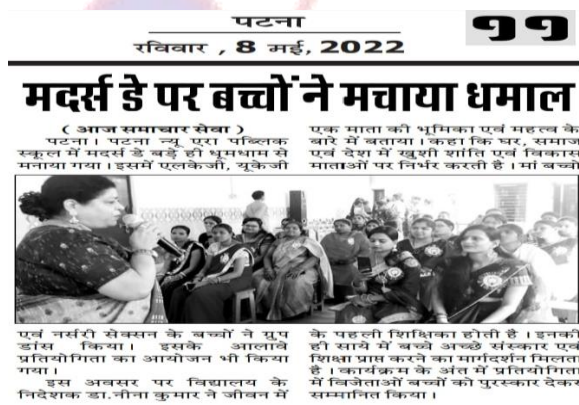 पटना
रविवार , 8 मई, 2022
११
मदर्स डे पर बच्चों ने मचाया धमाल
( आज समाचार सेवा )
पटना। पटना न्यू एरा पब्लिक
स्कूल में मदर्स डे बड़े ही धूमधाम से
मनाया गया। इसमें एलकेजी, यूकेजी
एवं नर्सरी सेक्सन के बच्चों ने ग्रुप
डांस किया। इसके आलावे
प्रतियोगिता का आयोजन भी किया
गया।
इस अवसर पर विद्यालय के
निदेशक डा.नीना कुमार ने जीवन में
एक माता की भूमिका एवं महत्व के
बारे में बताया। कहा कि घर, समाज
एवं देश में खुशी शांति एवं विकास
माताओं पर निर्भर करती है। मां बच्चो
के पहली शिक्षिका होती है। इनकी
ही साये में बच्चे अच्छे संस्कार एवं
शिक्षा प्राप्त करने का मार्गदर्शन मिलता
है। कार्यक्रम के अंत में प्रतियोगिता
में विजेताओं बच्चों को पुरस्कार देकर
सम्मानित किया।